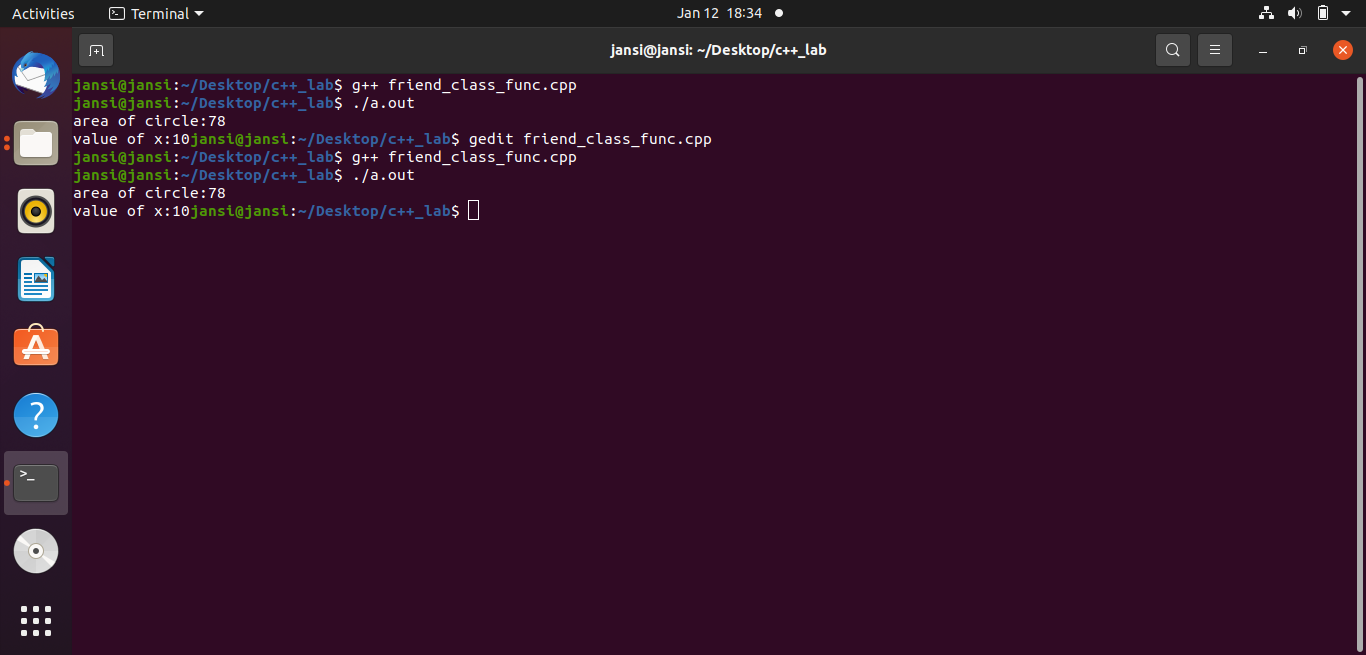 Activities Terminal Jan 12 18:34
jansi@jansi: ~/Desktop/c++_lab
jansi@jansi:~/Desktop/c++_lab$ g++ friend_class_func.cpp
jansi@jansi:~/Desktop/c++_lab$ ./a.out
area of circle:78
value of x:10jansi@jansi:~/Desktop/c++_lab$ gedit friend_class_func.cpp
jansi@jansi:~/Desktop/c++_lab$ g++ friend_class_func.cpp
jansi@jansi:~/Desktop/c++_lab$ ./a.out
area of circle:78
value of x:10jansi@jansi:~/Desktop/c++_lab$